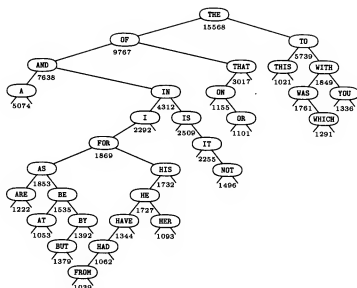 THE
15568
OF
9767
TO
5739
AND
7638
THAT
3017
THIS
1021
WITH
1849
A
5074
IN
4312
ON
1155
WAS
1761
YOU
1336
I
2292
IS
2509
OR
1101
WHICH
1291
FOR
1869
IT
2255
AS
1853
HIS
1732
NOT
1496
ARE
1222
BE
1535
HE
1727
AT
1053
BY
1392
HAVE
1344
HER
1093
BUT
1379
HAD
1062
FROM
1039